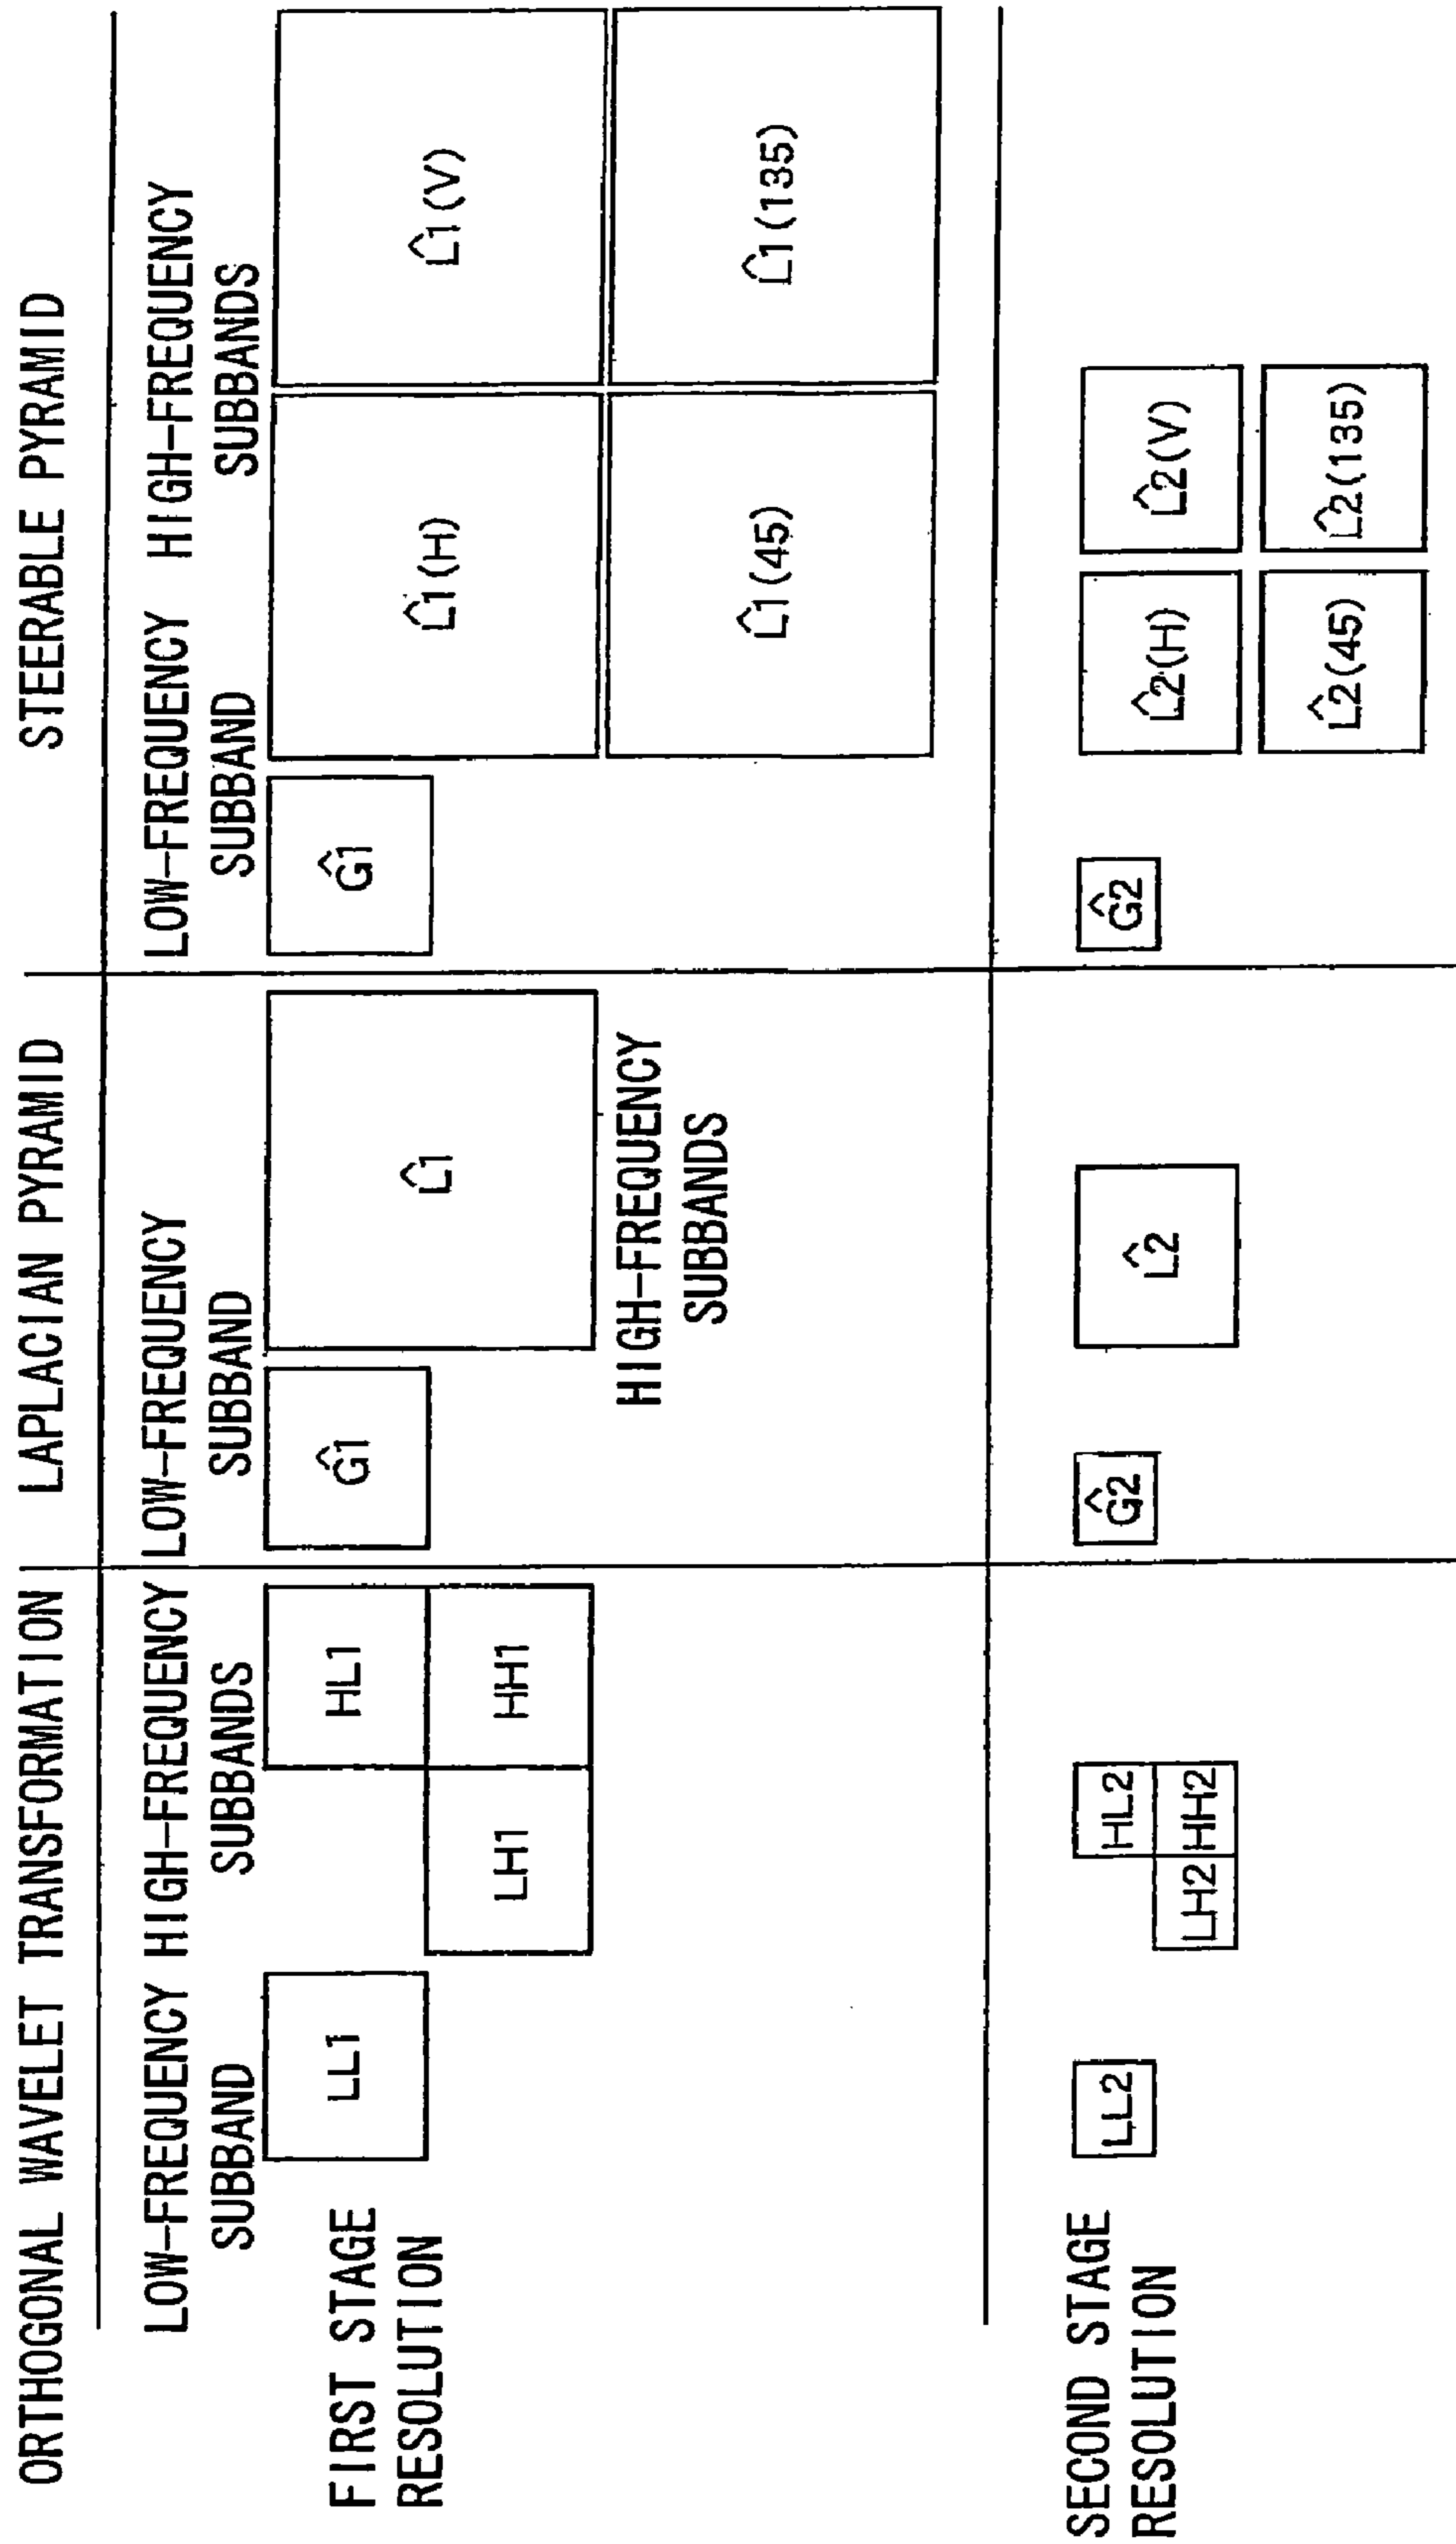 ORTHOGONAL WAVELET TRANSFORMATION
LAPLACIAN PYRAMID
STEERABLE PYRAMID
LOW-FREQUENCY
SUBBAND
HIGH-FREQUENCY
SUBBANDS
LOW-FREQUENCY
SUBBAND
LOW-FREQUENCY
SUBBAND
HIGH-FREQUENCY
SUBBANDS
FIRST STAGE
RESOLUTION
LL1
HL1
LH1
HH1
Ĝ1
L̂1
HIGH-FREQUENCY
SUBBANDS
Ĝ1
L̂1(H)
L̂1(V)
L̂1(45)
L̂1(135)
SECOND STAGE
RESOLUTION
LL2
HL2
LH2
HH2
Ĝ2
L̂2
Ĝ2
L̂2(H)
L̂2(V)
L̂2(45)
L̂2(135)